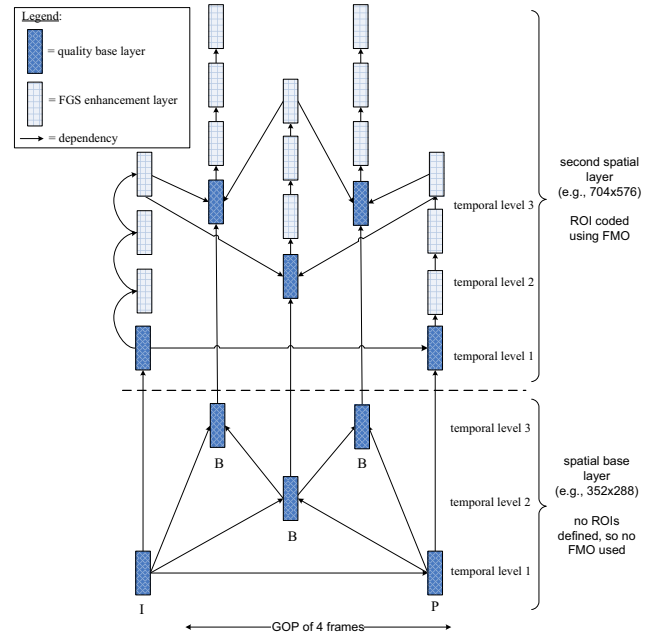 Legend:
= quality base layer
= FGS enhancement layer
= dependency
second spatial
layer
(e.g., 704x576)
ROI coded
using FMO
temporal level 3
temporal level 2
temporal level 1
temporal level 3
B
B
spatial base
layer
(e.g., 352x288)
no ROIs
defined, so no
FMO used
temporal level 2
B
temporal level 1
I
P
GOP of 4 frames